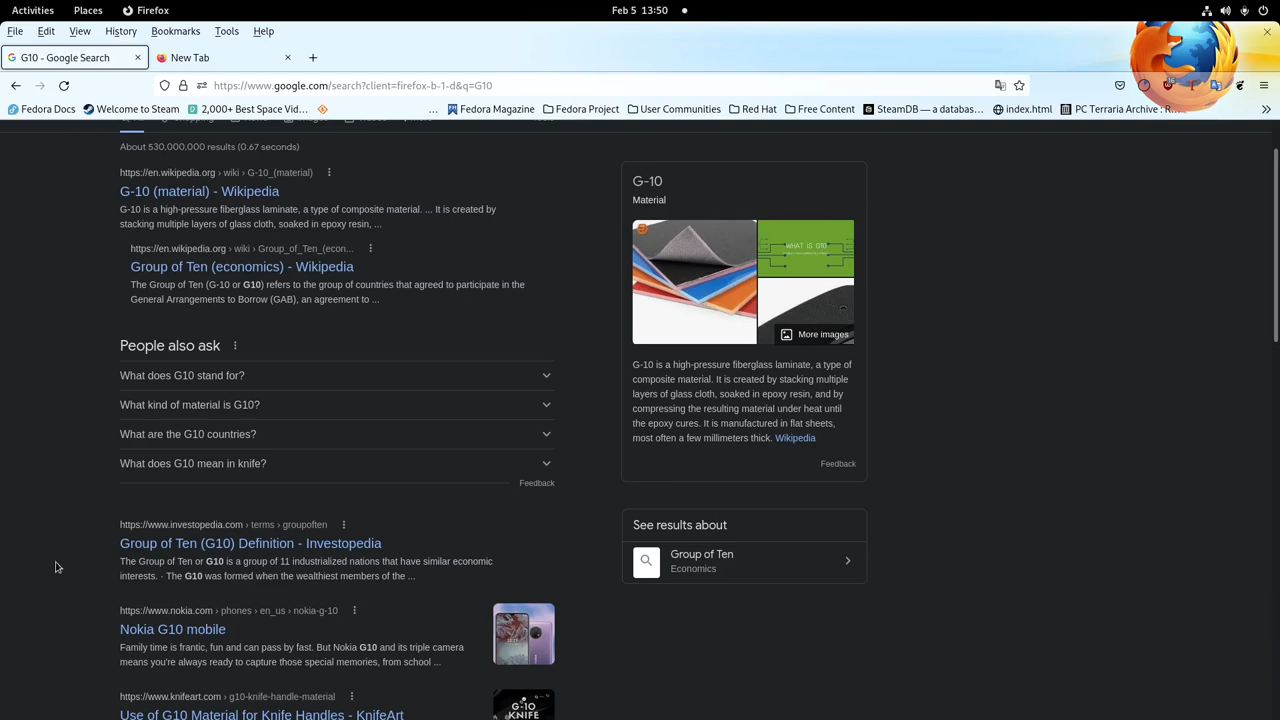 Activities Places Firefox Feb 5 13:50
File Edit View History Bookmarks Tools Help
G10 - Google Search New Tab
https://www.google.com/search?client=firefox-b-1-d&q=G10
Fedora Docs Welcome to Steam 2,000+ Best Space Vid… ... Fedora Magazine Fedora Project User Communities Red Hat Free Content SteamDB — a databas… index.html PC Terraria Archive : R…
About 530,000,000 results (0.67 seconds)
https://en.wikipedia.org › wiki › G-10_(material)
G-10 (material) - Wikipedia
G-10 is a high-pressure fiberglass laminate, a type of composite material. ... It is created by
stacking multiple layers of glass cloth, soaked in epoxy resin, ...
https://en.wikipedia.org › wiki › Group_of_Ten_(econ...
Group of Ten (economics) - Wikipedia
The Group of Ten (G-10 or G10) refers to the group of countries that agreed to participate in the
General Arrangements to Borrow (GAB), an agreement to ...
People also ask
What does G10 stand for?
What kind of material is G10?
What are the G10 countries?
What does G10 mean in knife?
Feedback
https://www.investopedia.com › terms › groupoften
Group of Ten (G10) Definition - Investopedia
The Group of Ten or G10 is a group of 11 industrialized nations that have similar economic
interests. · The G10 was formed when the wealthiest members of the ...
https://www.nokia.com › phones › en_us › nokia-g-10
Nokia G10 mobile
Family time is frantic, fun and can pass by fast. But Nokia G10 and its triple camera
means you're always ready to capture those special memories, from school ...
https://www.knifeart.com › g10-knife-handle-material
Use of G10 Material for Knife Handles - KnifeArt
G-10
KNIFE
G-10
Material
WHAT IS G10
More images
G-10 is a high-pressure fiberglass laminate, a type of
composite material. It is created by stacking multiple
layers of glass cloth, soaked in epoxy resin, and by
compressing the resulting material under heat until
the epoxy cures. It is manufactured in flat sheets,
most often a few millimeters thick. Wikipedia
Feedback
See results about
Group of Ten
Economics